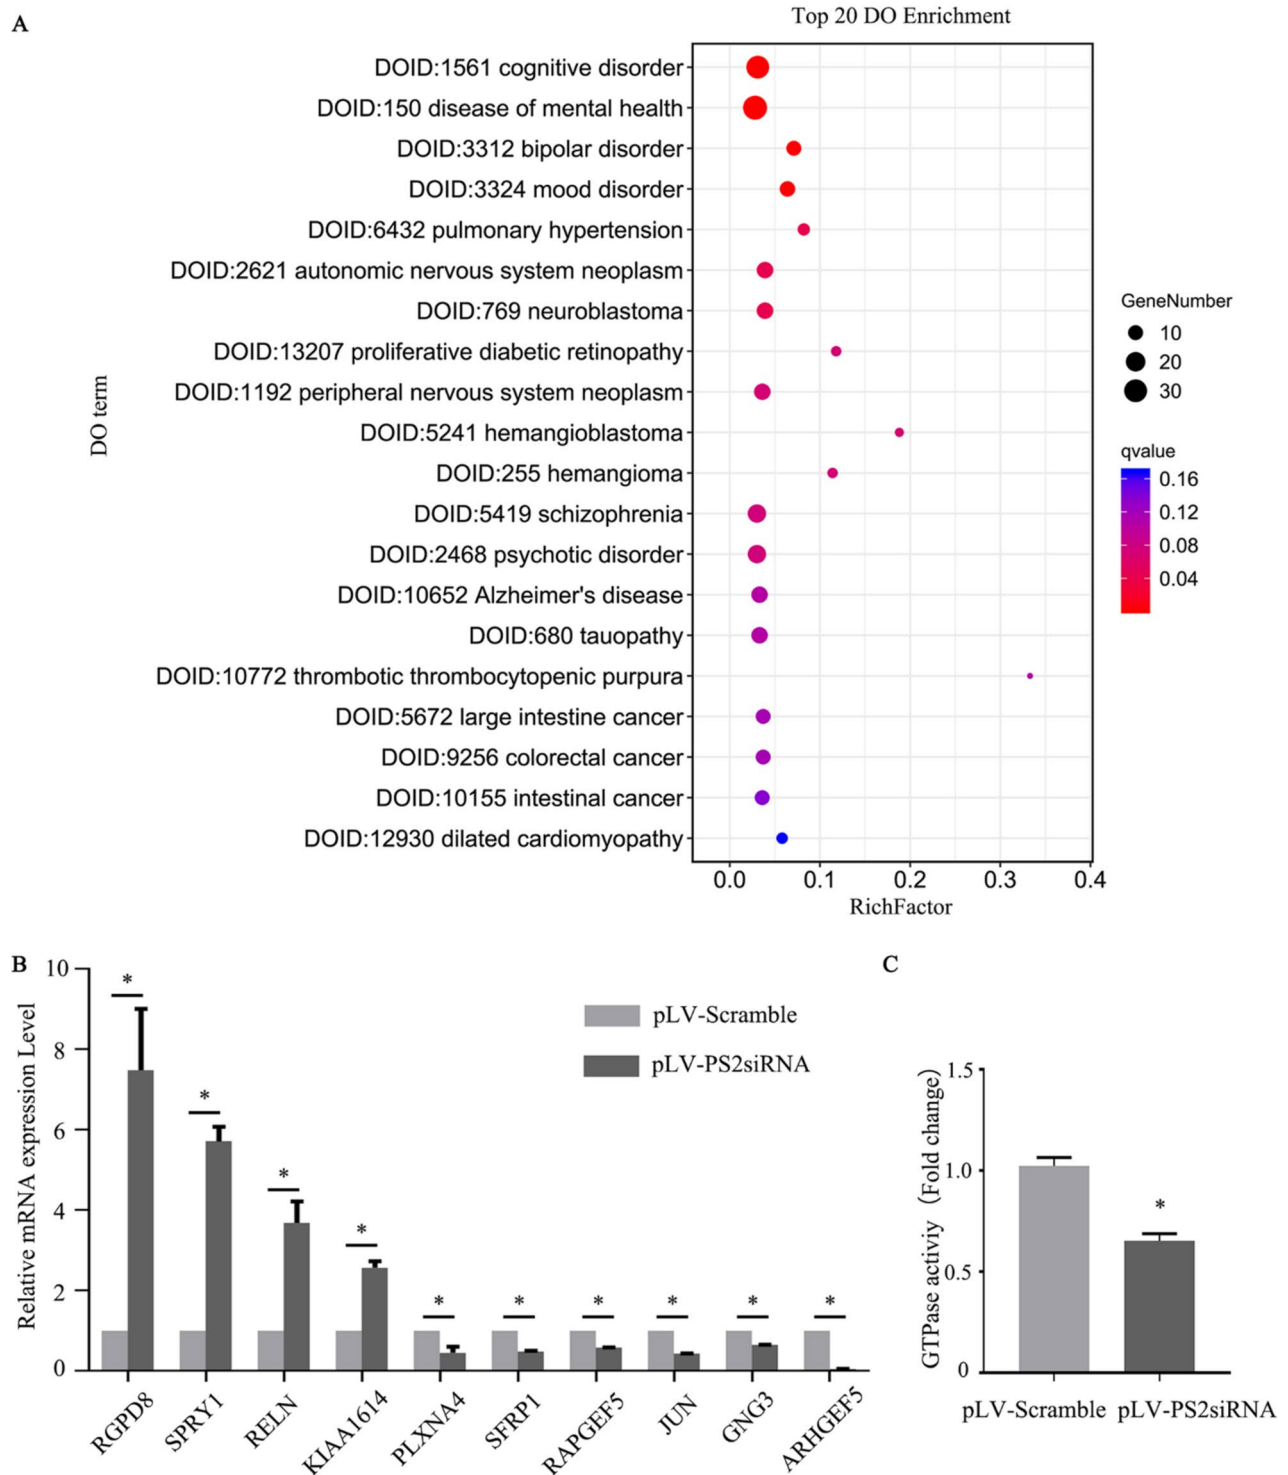 A
Top 20 DO Enrichment
DO term
DOID:1561 cognitive disorder
DOID:150 disease of mental health
DOID:3312 bipolar disorder
DOID:3324 mood disorder
DOID:6432 pulmonary hypertension
DOID:2621 autonomic nervous system neoplasm
DOID:769 neuroblastoma
DOID:13207 proliferative diabetic retinopathy
DOID:1192 peripheral nervous system neoplasm
DOID:5241 hemangioblastoma
DOID:255 hemangioma
DOID:5419 schizophrenia
DOID:2468 psychotic disorder
DOID:10652 Alzheimer's disease
DOID:680 tauopathy
DOID:10772 thrombotic thrombocytopenic purpura
DOID:5672 large intestine cancer
DOID:9256 colorectal cancer
DOID:10155 intestinal cancer
DOID:12930 dilated cardiomyopathy
0.0 0.1 0.2 0.3 0.4
RichFactor
GeneNumber
10
20
30
qvalue
0.16
0.12
0.08
0.04
B
Relative mRNA expression Level
10
8
6
4
2
0
* * * * * * * * * *
pLV-Scramble
pLV-PS2siRNA
RGPD8 SPRY1 RELN KIAA1614 PLXNA4 SFRP1 RAPGEF5 JUN GNG3 ARHGEF5
C
GTPase activiy (Fold change)
1.5
1.0
0.5
0
*
pLV-Scramble pLV-PS2siRNA